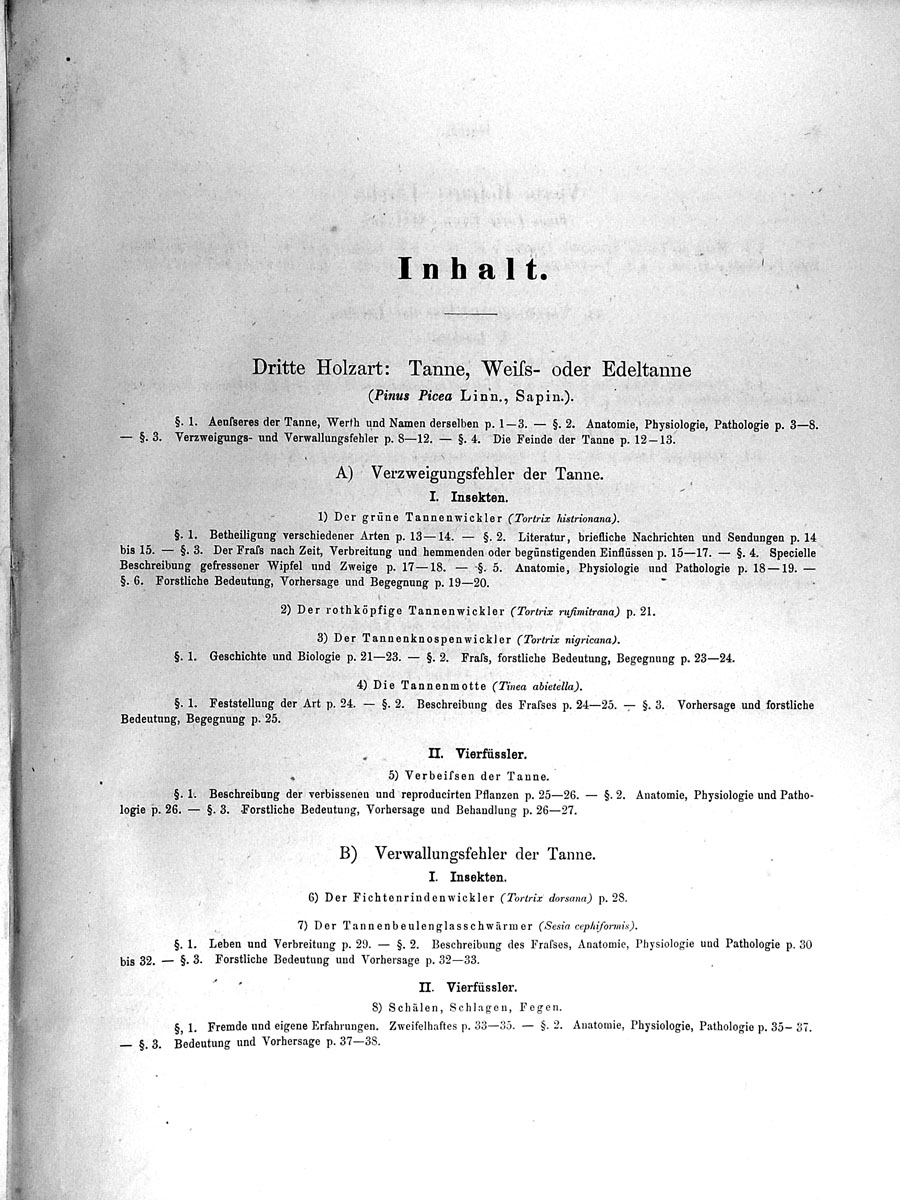 Inhalt.
Dritte Holzart: Tanne, Weiſs- oder Edeltanne
(Pinus Picea Linn., Sapin.).
§. 1. Aeuſseres der Tanne, Werth und Namen derselben p. 1—3. — §. 2. Anatomie, Physiologie, Pathologie p. 3—8.
— §. 3. Verzweigungs- und Verwallungsfehler p. 8—12. — §. 4. Die Feinde der Tanne p. 12—13.
A) Verzweigungsfehler der Tanne.
I. Insekten.
1) Der grüne Tannenwickler (Tortrix histrionana).
§. 1. Betheiligung verschiedener Arten p. 13—14. — §. 2. Literatur, briefliche Nachrichten und Sendungen p. 14
bis 15. — §. 3. Der Fraſs nach Zeit, Verbreitung und hemmenden oder begünstigenden Einflüssen p. 15—17. — §. 4. Specielle
Beschreibung gefressener Wipfel und Zweige p. 17—18. — §. 5. Anatomie, Physiologie und Pathologie p. 18—19. —
§. 6. Forstliche Bedeutung, Vorhersage und Begegnung p. 19—20.
2) Der rothköpfige Tannenwickler (Tortrix rufimitrana) p. 21.
3) Der Tannenknospenwickler (Tortrix nigricana).
§. 1. Geschichte und Biologie p. 21—23. — §. 2. Fraſs, forstliche Bedeutung, Begegnung p. 23—24.
4) Die Tannenmotte (Tinea abietella).
§. 1. Feststellung der Art p. 24. — §. 2. Beschreibung des Fraſses p. 24—25. — §. 3. Vorhersage und forstliche
Bedeutung, Begegnung p. 25.
II. Vierfüssler.
5) Verbeiſsen der Tanne.
§. 1. Beschreibung der verbissenen und reproducirten Pflanzen p. 25—26. — §. 2. Anatomie, Physiologie und Patho-
logie p. 26. — §. 3. Forstliche Bedeutung, Vorhersage und Behandlung p. 26—27.
B) Verwallungsfehler der Tanne.
I. Insekten.
6) Der Fichtenrindenwickler (Tortrix dorsana) p. 28.
7) Der Tannenbeulenglasschwärmer (Sesia cephiformis).
§. 1. Leben und Verbreitung p. 29. — §. 2. Beschreibung des Fraſses, Anatomie, Physiologie und Pathologie p. 30
bis 32. — §. 3. Forstliche Bedeutung und Vorhersage p. 32—33.
II. Vierfüssler.
8) Schälen, Schlagen, Fegen.
§, 1. Fremde und eigene Erfahrungen. Zweifelhaftes p. 33—35. — §. 2. Anatomie, Physiologie, Pathologie p. 35—37.
— §. 3. Bedeutung und Vorhersage p. 37—38.